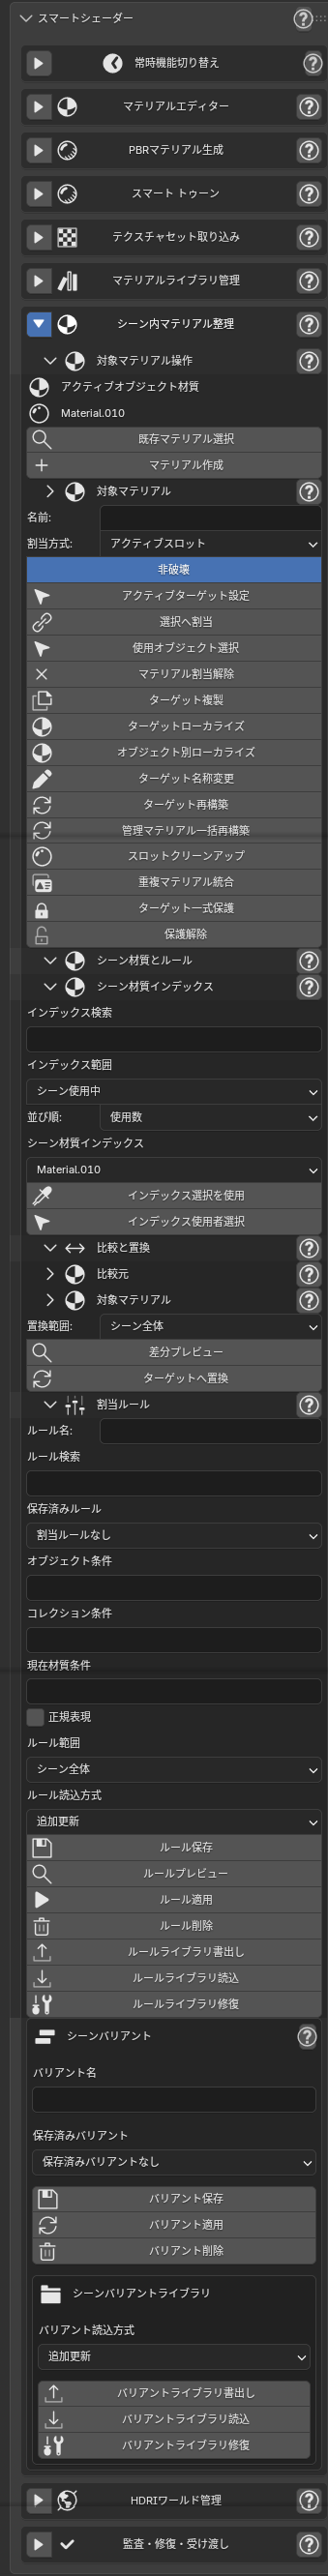 スマートシェーダー
常時機能切り替え
マテリアルエディター
PBRマテリアル生成
スマート トゥーン
テクスチャセット取り込み
マテリアルライブラリ管理
シーン内マテリアル整理
対象マテリアル操作
アクティブオブジェクト材質
Material.010
既存マテリアル選択
マテリアル作成
対象マテリアル
名前:
割当方式: アクティブスロット
非破壊
アクティブターゲット設定
選択へ割当
使用オブジェクト選択
マテリアル割当解除
ターゲット複製
ターゲットローカライズ
オブジェクト別ローカライズ
ターゲット名称変更
ターゲット再構築
管理マテリアル一括再構築
スロットクリーンアップ
重複マテリアル統合
ターゲット一式保護
保護解除
シーン材質とルール
シーン材質インデックス
インデックス検索
インデックス範囲
シーン使用中
並び順: 使用数
シーン材質インデックス
Material.010
インデックス選択を使用
インデックス使用者選択
比較と置換
比較元
対象マテリアル
置換範囲: シーン全体
差分プレビュー
ターゲットへ置換
割当ルール
ルール名:
ルール検索
保存済みルール
割当ルールなし
オブジェクト条件
コレクション条件
現在材質条件
正規表現
ルール範囲
シーン全体
ルール読込方式
追加更新
ルール保存
ルールプレビュー
ルール適用
ルール削除
ルールライブラリ書出し
ルールライブラリ読込
ルールライブラリ修復
シーンバリアント
バリアント名
保存済みバリアント
保存済みバリアントなし
バリアント保存
バリアント適用
バリアント削除
シーンバリアントライブラリ
バリアント読込方式
追加更新
バリアントライブラリ書出し
バリアントライブラリ読込
バリアントライブラリ修復
HDRIワールド管理
監査・修復・受け渡し